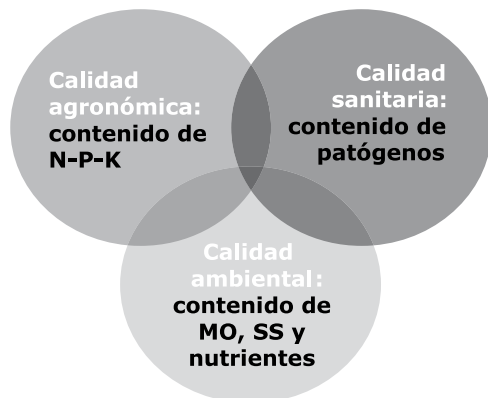 Calidad
agronómica:
contenido de
N-P-K
Calidad
sanitaria:
contenido de
patógenos
Calidad
ambiental:
contenido de
MO, SS y
nutrientes